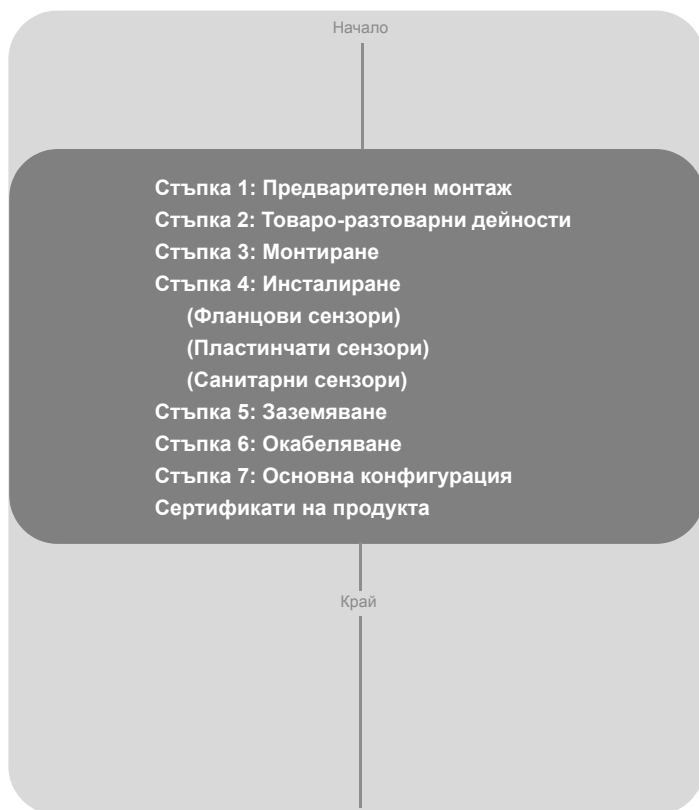 Начало
Стъпка 1: Предварителен монтаж
Стъпка 2: Товаро-разтоварни дейности
Стъпка 3: Монтиране
Стъпка 4: Инсталиране
(Фланцови сензори)
(Пластинчати сензори)
(Санитарни сензори)
Стъпка 5: Заземяване
Стъпка 6: Окабеляване
Стъпка 7: Основна конфигурация
Сертификати на продукта
Край